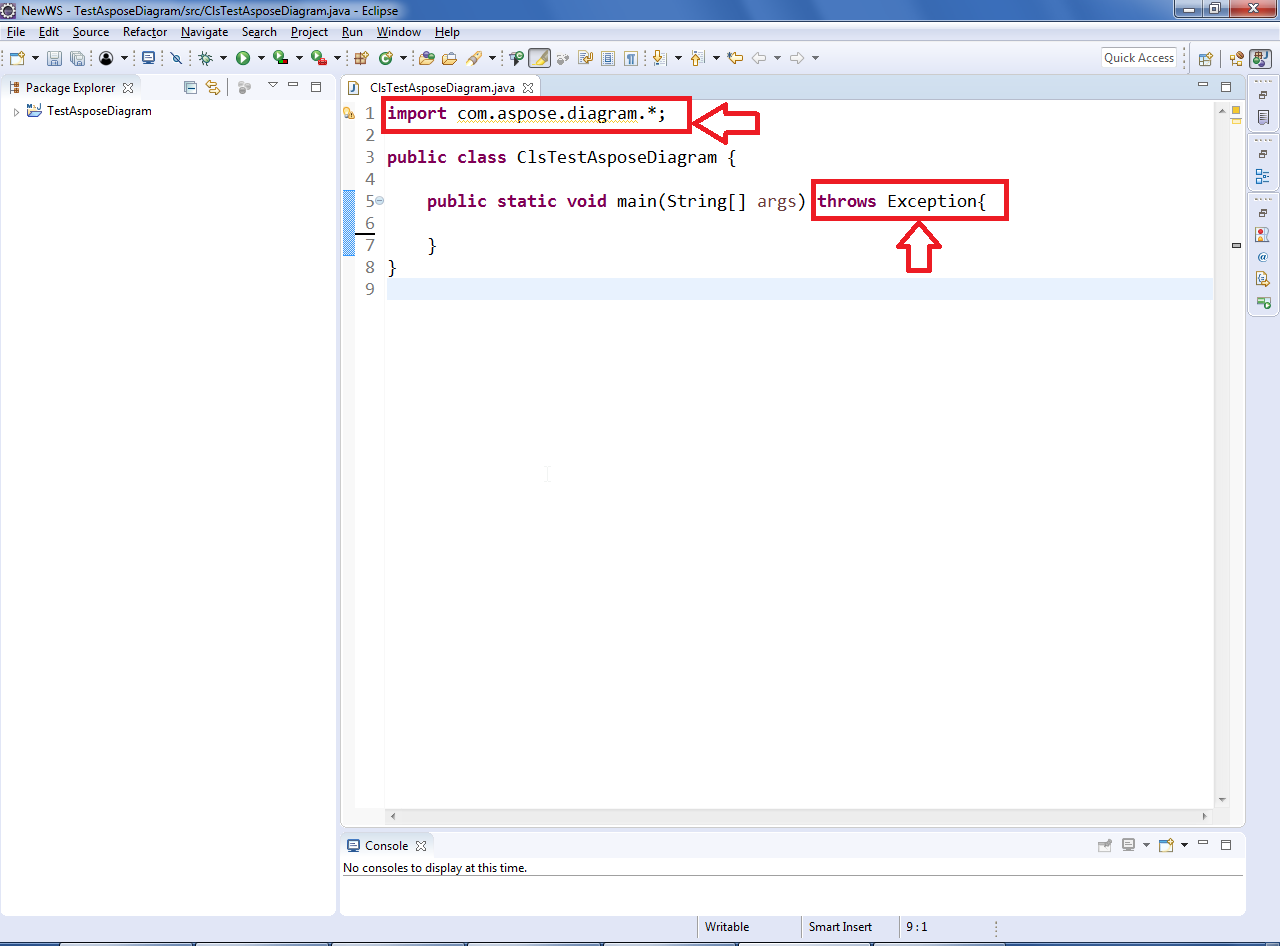 NewWS - TestAsposeDiagram/src/ClsTestAsposeDiagram.java - Eclipse
File Edit Source Refactor Navigate Search Project Run Window Help
Quick Access
Package Explorer
TestAsposeDiagram
ClsTestAsposeDiagram.java
1 import com.aspose.diagram.*;
2
3 public class ClsTestAsposeDiagram {
4
5 public static void main(String[] args) throws Exception{
6
7 }
8 }
9
Console
No consoles to display at this time.
Writable Smart Insert 9 : 1